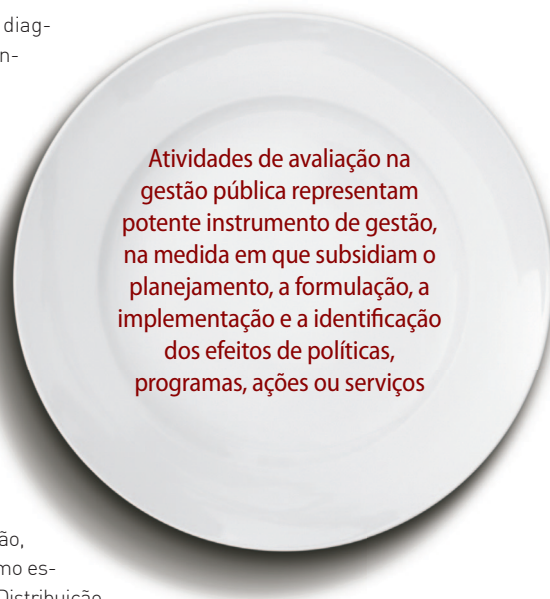 diag-
n-
Atividades de avaliação na
gestão pública representam
potente instrumento de gestão,
na medida em que subsidiam o
planejamento, a formulação, a
implementação e a identificação
dos efeitos de políticas,
programas, ações ou serviços
ão,
mo es-
Distribuição